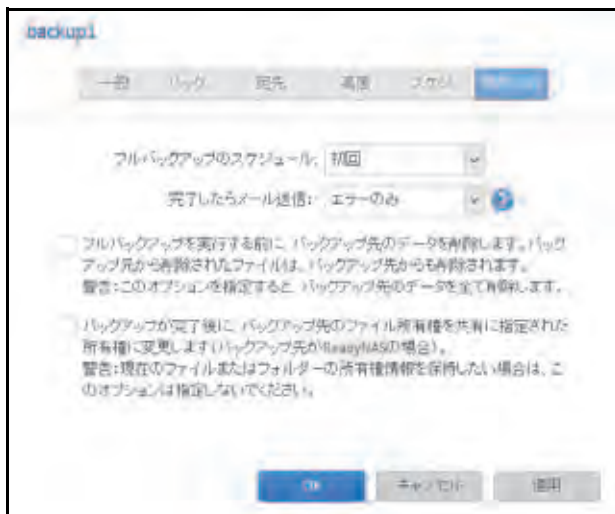 backup1
一般
宛先
フルバックアップのスケジュール: 初回
完了したらメール送信: エラーのみ
フルバックアップを実行する前に、バックアップ先のデータを削除します。バック
アップ元から削除されたファイルは、バックアップ先からも削除されます。
警告:このオプションを指定すると、バックアップ先のデータを全て削除します。
バックアップが完了後に、バックアップ先のファイル所有権を共有に指定された
所有権に変更します(バックアップ先がReadyNASの場合)。
警告:現在のファイルまたはフォルダーの所有権情報を保持したい場合は、こ
のオプションは指定しないでください。
OK キャンセル 適用